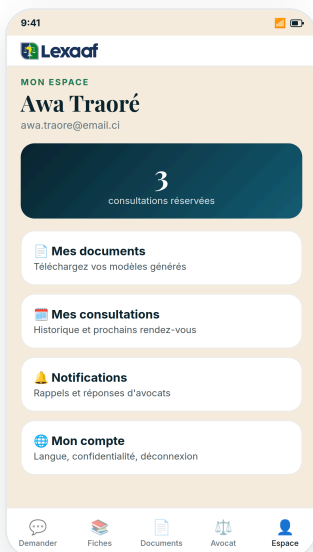 9:41
Lexaaf
MON ESPACE
Awa Traoré
awa.traore@email.ci
3
consultations réservées
Mes documents
Téléchargez vos modèles générés
Mes consultations
Historique et prochains rendez-vous
Notifications
Rappels et réponses d'avocats
Mon compte
Langue, confidentialité, déconnexion
Demander
Fiches
Documents
Avocat
Espace